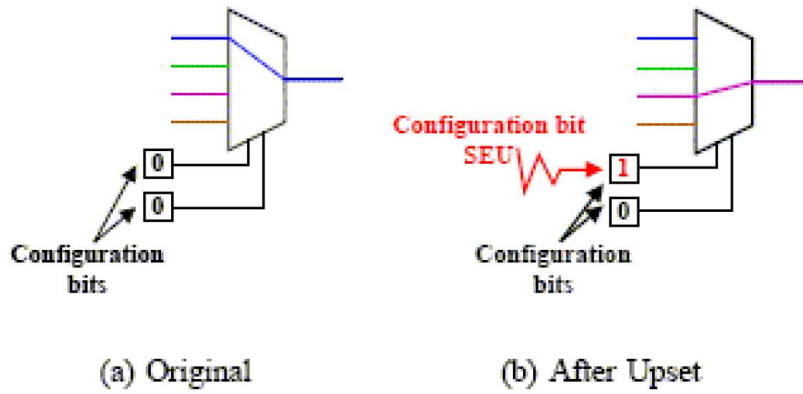 0
0
Configuration
bits
Configuration bit
SEU
1
0
Configuration
bits
(a) Original
(b) After Upset